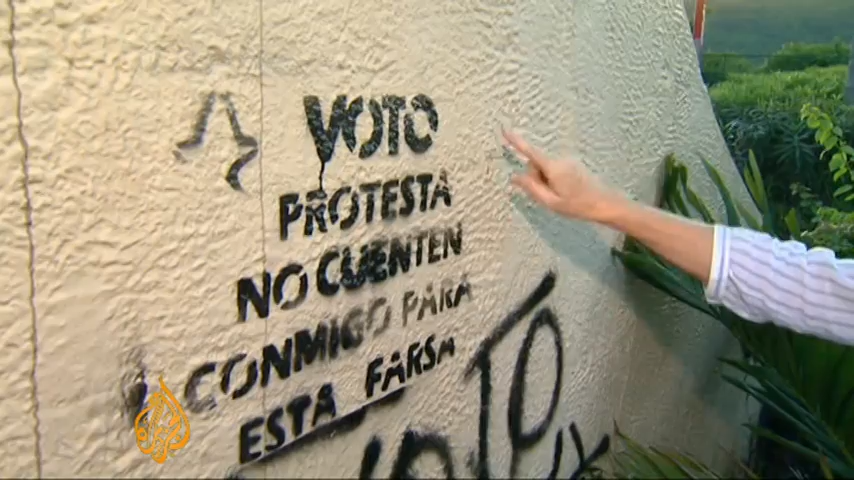 VOTO
PROTESTA
NO CUENTEN
CONMIGO PARA
ESTA FARSA